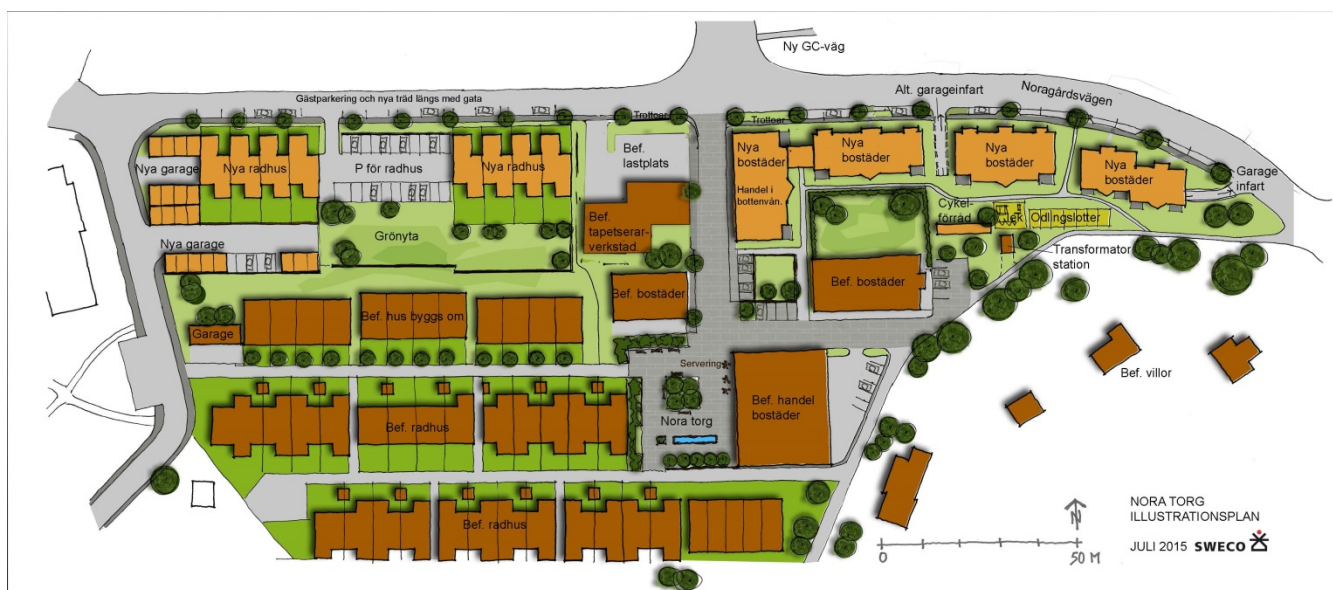 Ny GC-väg
Gästparkering och nya träd längs med gata
Trottoar
Trottoar
Alt. garageinfart
Noragårdsvägen
Nya garage
Nya radhus
P för radhus
Nya radhus
Bef.
lastplats
Nya
bostäder
Handel i
bottenvån.
Nya
bostäder
Nya
bostäder
Nya
bostäder
Garage
infart
Cykel-
förråd
Lek
Odlingslotter
Grönyta
Bef.
tapetserar-
verkstad
Nya garage
Transformator
station
Bef. bostäder
Bef. bostäder
Garage
Bef. hus byggs om
Servering
Bef. villor
Bef. handel
bostäder
Bef. radhus
Nora torg
Bef. radhus
N
NORA TORG
ILLUSTRATIONSPLAN
JULI 2015 SWECO
0 50 M